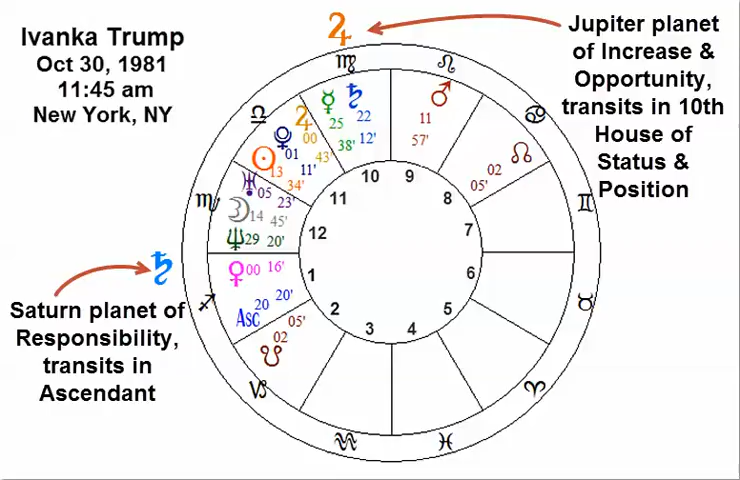 Ivanka Trump
Oct 30, 1981
11:45 am
New York, NY
♃
Jupiter planet
of Increase &
Opportunity,
transits in 10th
House of
Status &
Position
♍ ♌
♎ ♋
♏ ♊
♐ ♉
♑ ♈
♒ ♓
☿ 25 38'
♄ 22 12'
♂ 11 57'
☊ 02 05'
♃ 00 43'
♇ 01 11'
☉ 13 34'
♅ 05 23'
☽ 14 45'
♆ 29 20'
♀ 00 16'
Asc 20 20'
☋ 02 05'
10 9
11 8
12 7
1 6
2 5
3 4
♄
Saturn planet of
Responsibility,
transits in
Ascendant